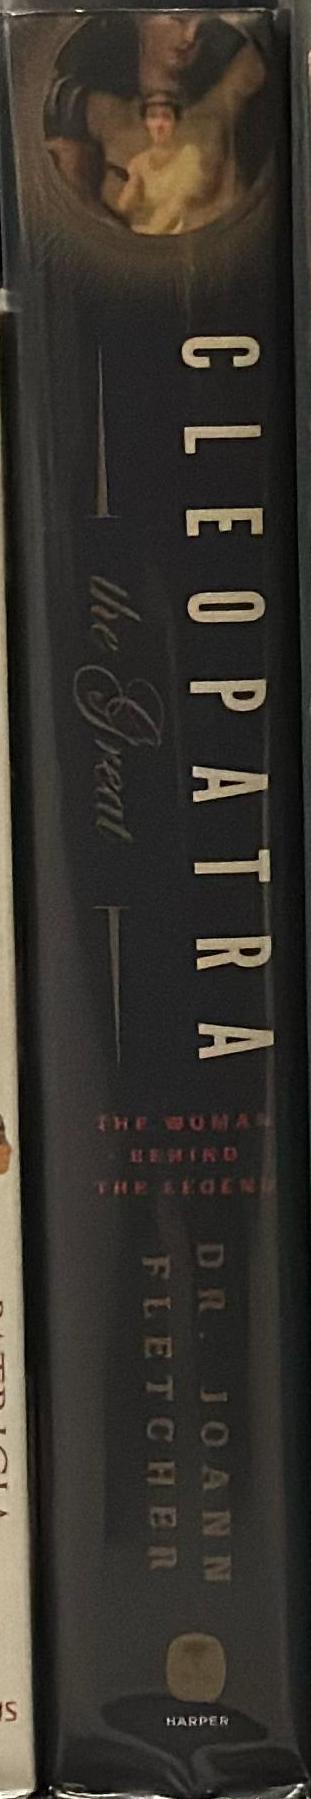 CLEOPATRA
the Great
THE WOMAN
BEHIND
THE LEGEND
DR. JOANN
FLETCHER
HARPER